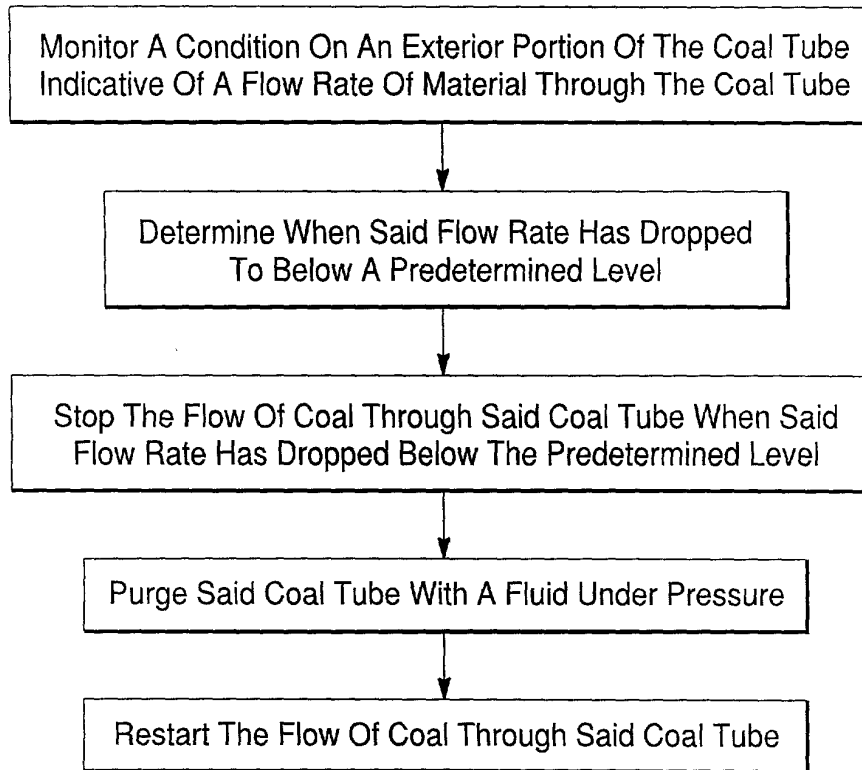 Monitor A Condition On An Exterior Portion Of The Coal Tube
Indicative Of A Flow Rate Of Material Through The Coal Tube
Determine When Said Flow Rate Has Dropped
To Below A Predetermined Level
Stop The Flow Of Coal Through Said Coal Tube When Said
Flow Rate Has Dropped Below The Predetermined Level
Purge Said Coal Tube With A Fluid Under Pressure
Restart The Flow Of Coal Through Said Coal Tube